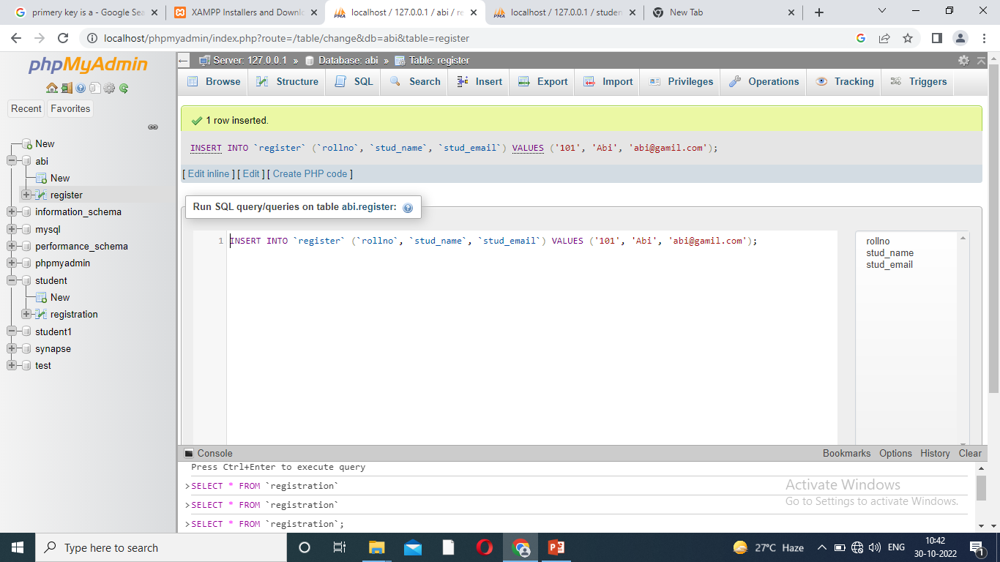 primery key is a - Google Sea
XAMPP Installers and Downlo
localhost / 127.0.0.1 / abi / re
localhost / 127.0.0.1 / studen
New Tab
localhost/phpmyadmin/index.php?route=/table/change&db=abi&table=register
phpMyAdmin
Recent Favorites
New
abi
New
register
information_schema
mysql
performance_schema
phpmyadmin
student
New
registration
student1
synapse
test
Server: 127.0.0.1 » Database: abi » Table: register
Browse Structure SQL Search Insert Export Import Privileges Operations Tracking Triggers
1 row inserted.
INSERT INTO `register` (`rollno`, `stud_name`, `stud_email`) VALUES ('101', 'Abi', 'abi@gamil.com');
[ Edit inline ] [ Edit ] [ Create PHP code ]
Run SQL query/queries on table abi.register:
1 INSERT INTO `register` (`rollno`, `stud_name`, `stud_email`) VALUES ('101', 'Abi', 'abi@gamil.com');
rollno
stud_name
stud_email
Console Bookmarks Options History Clear
Press Ctrl+Enter to execute query
>SELECT * FROM `registration`
>SELECT * FROM `registration`
>SELECT * FROM `registration`;
Activate Windows
Go to Settings to activate Windows.
Type here to search
27°C Haze
ENG
10:42
30-10-2022
1